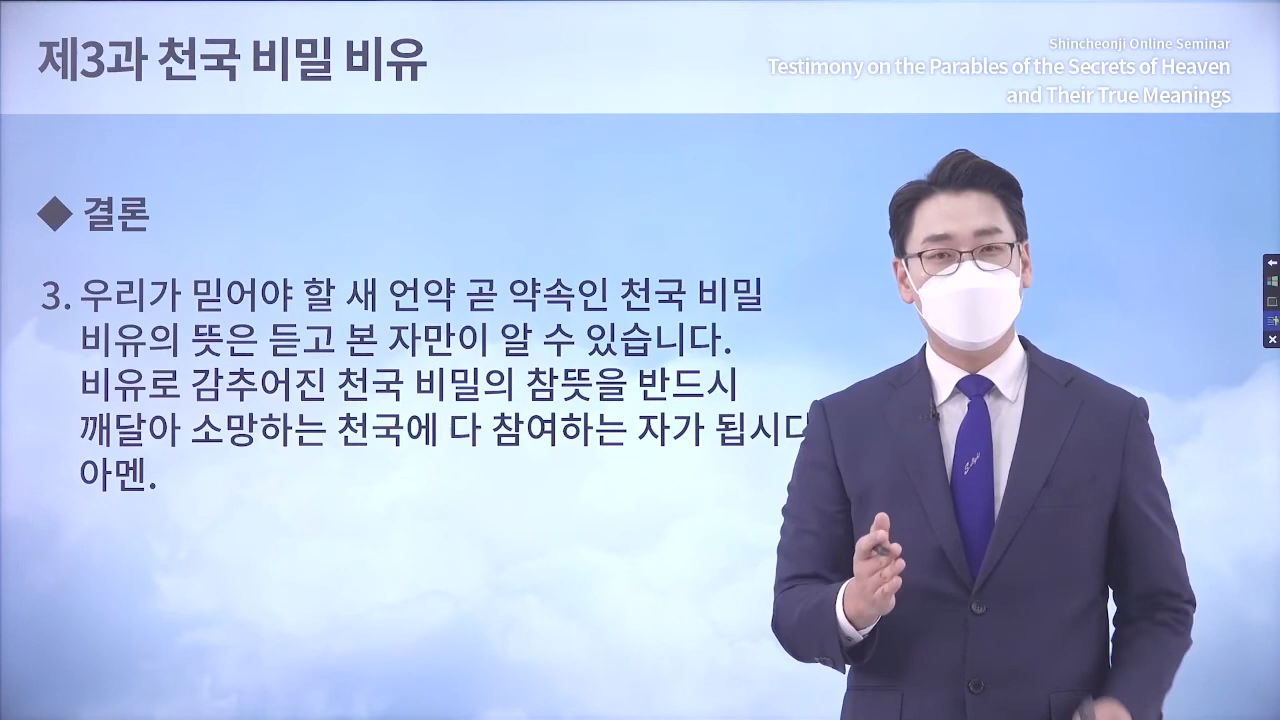 제3과 천국 비밀 비유
Shincheonji Online Seminar
Testimony on the Parables of the Secrets of Heaven
and Their True Meanings
◆ 결론
3. 우리가 믿어야 할 새 언약 곧 약속인 천국 비밀
비유의 뜻은 듣고 본 자만이 알 수 있습니다.
비유로 감추어진 천국 비밀의 참뜻을 반드시
깨달아 소망하는 천국에 다 참여하는 자가 됩시다
아멘.